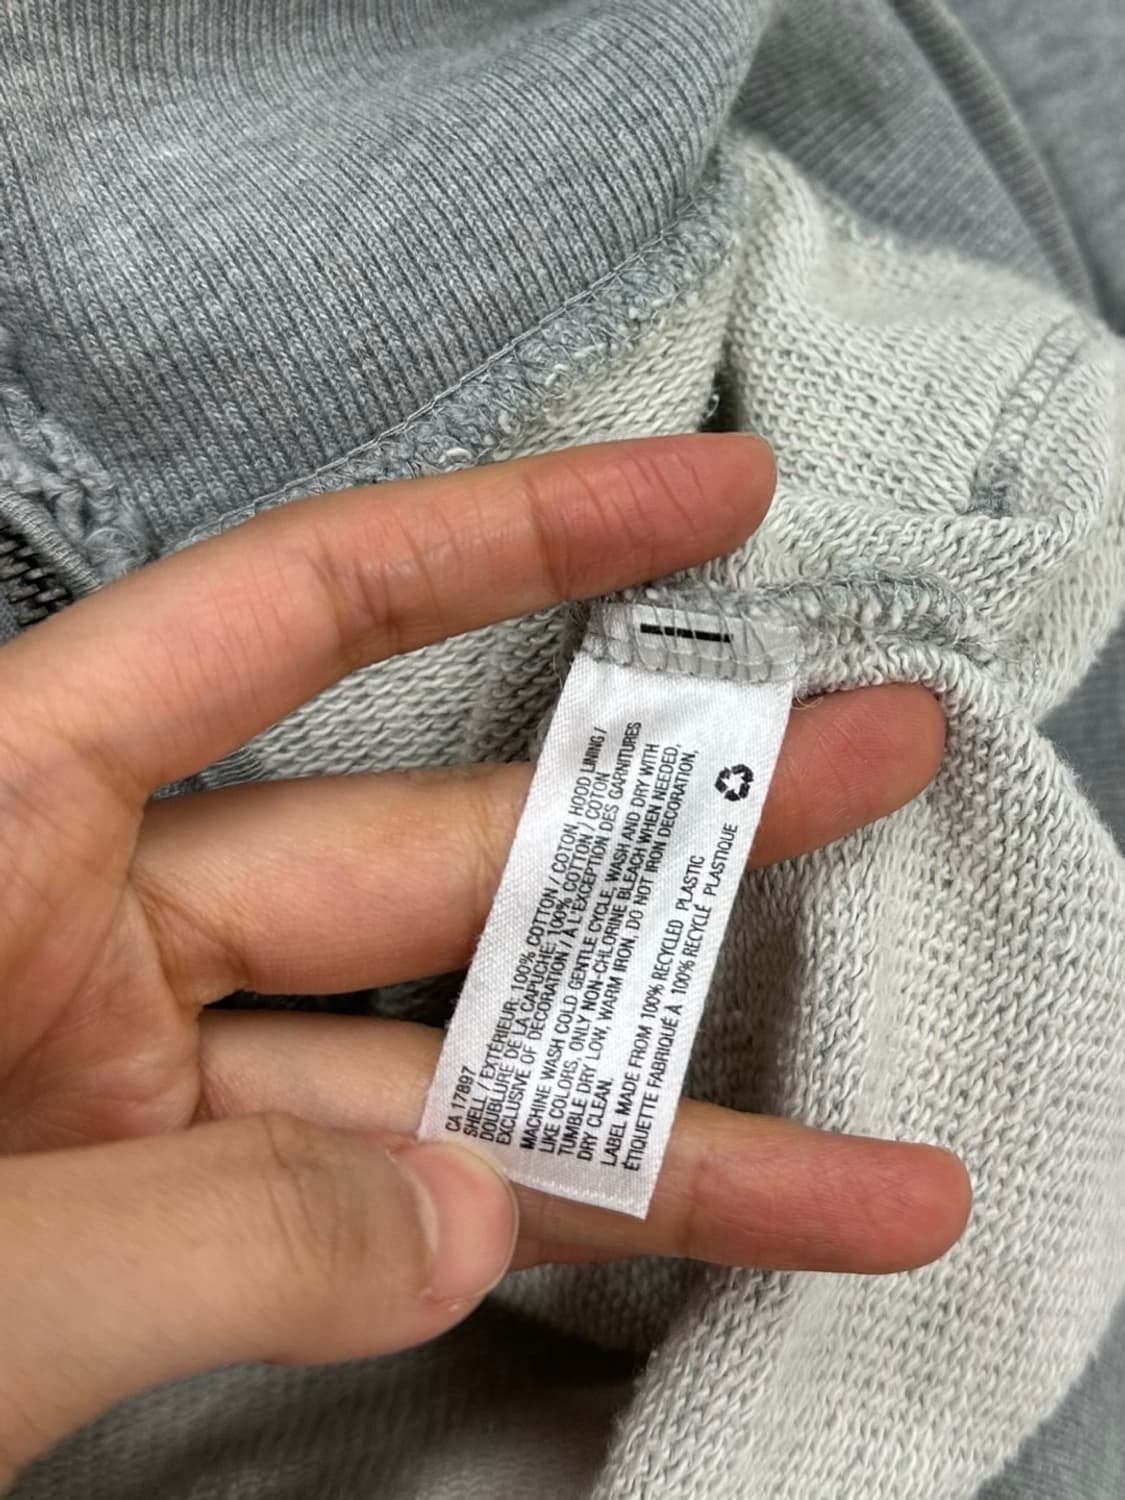 CA 17897
SHELL / EXTÉRIEUR: 100% COTTON / COTON / HOOD LINING /
DOUBLURE DE LA CAPUCHE: 100% COTTON / COTON
EXCLUSIVE OF DECORATION / À L'EXCEPTION DES GARNITURES
MACHINE WASH COLD GENTLE CYCLE, WASH AND DRY WITH
LIKE COLORS, ONLY NON-CHLORINE BLEACH WHEN NEEDED,
TUMBLE DRY LOW, WARM IRON, DO NOT IRON DECORATION,
DRY CLEAN.
LABEL MADE FROM 100% RECYCLED PLASTIC
ÉTIQUETTE FABRIQUÉ À 100% RECYCLÉ PLASTIQUE